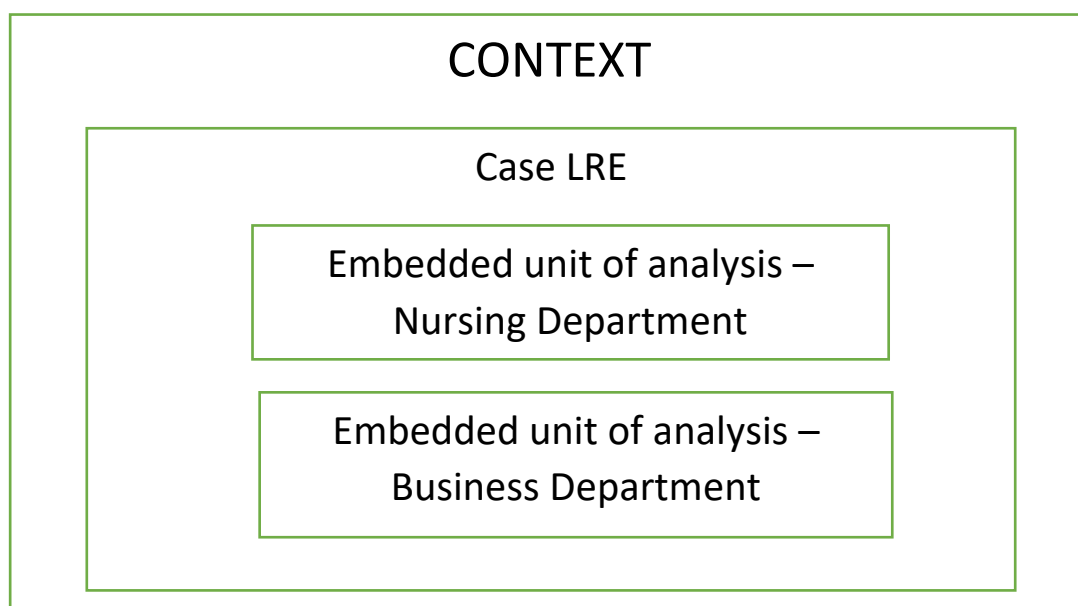 CONTEXT
Case LRE
Embedded unit of analysis –
Nursing Department
Embedded unit of analysis –
Business Department